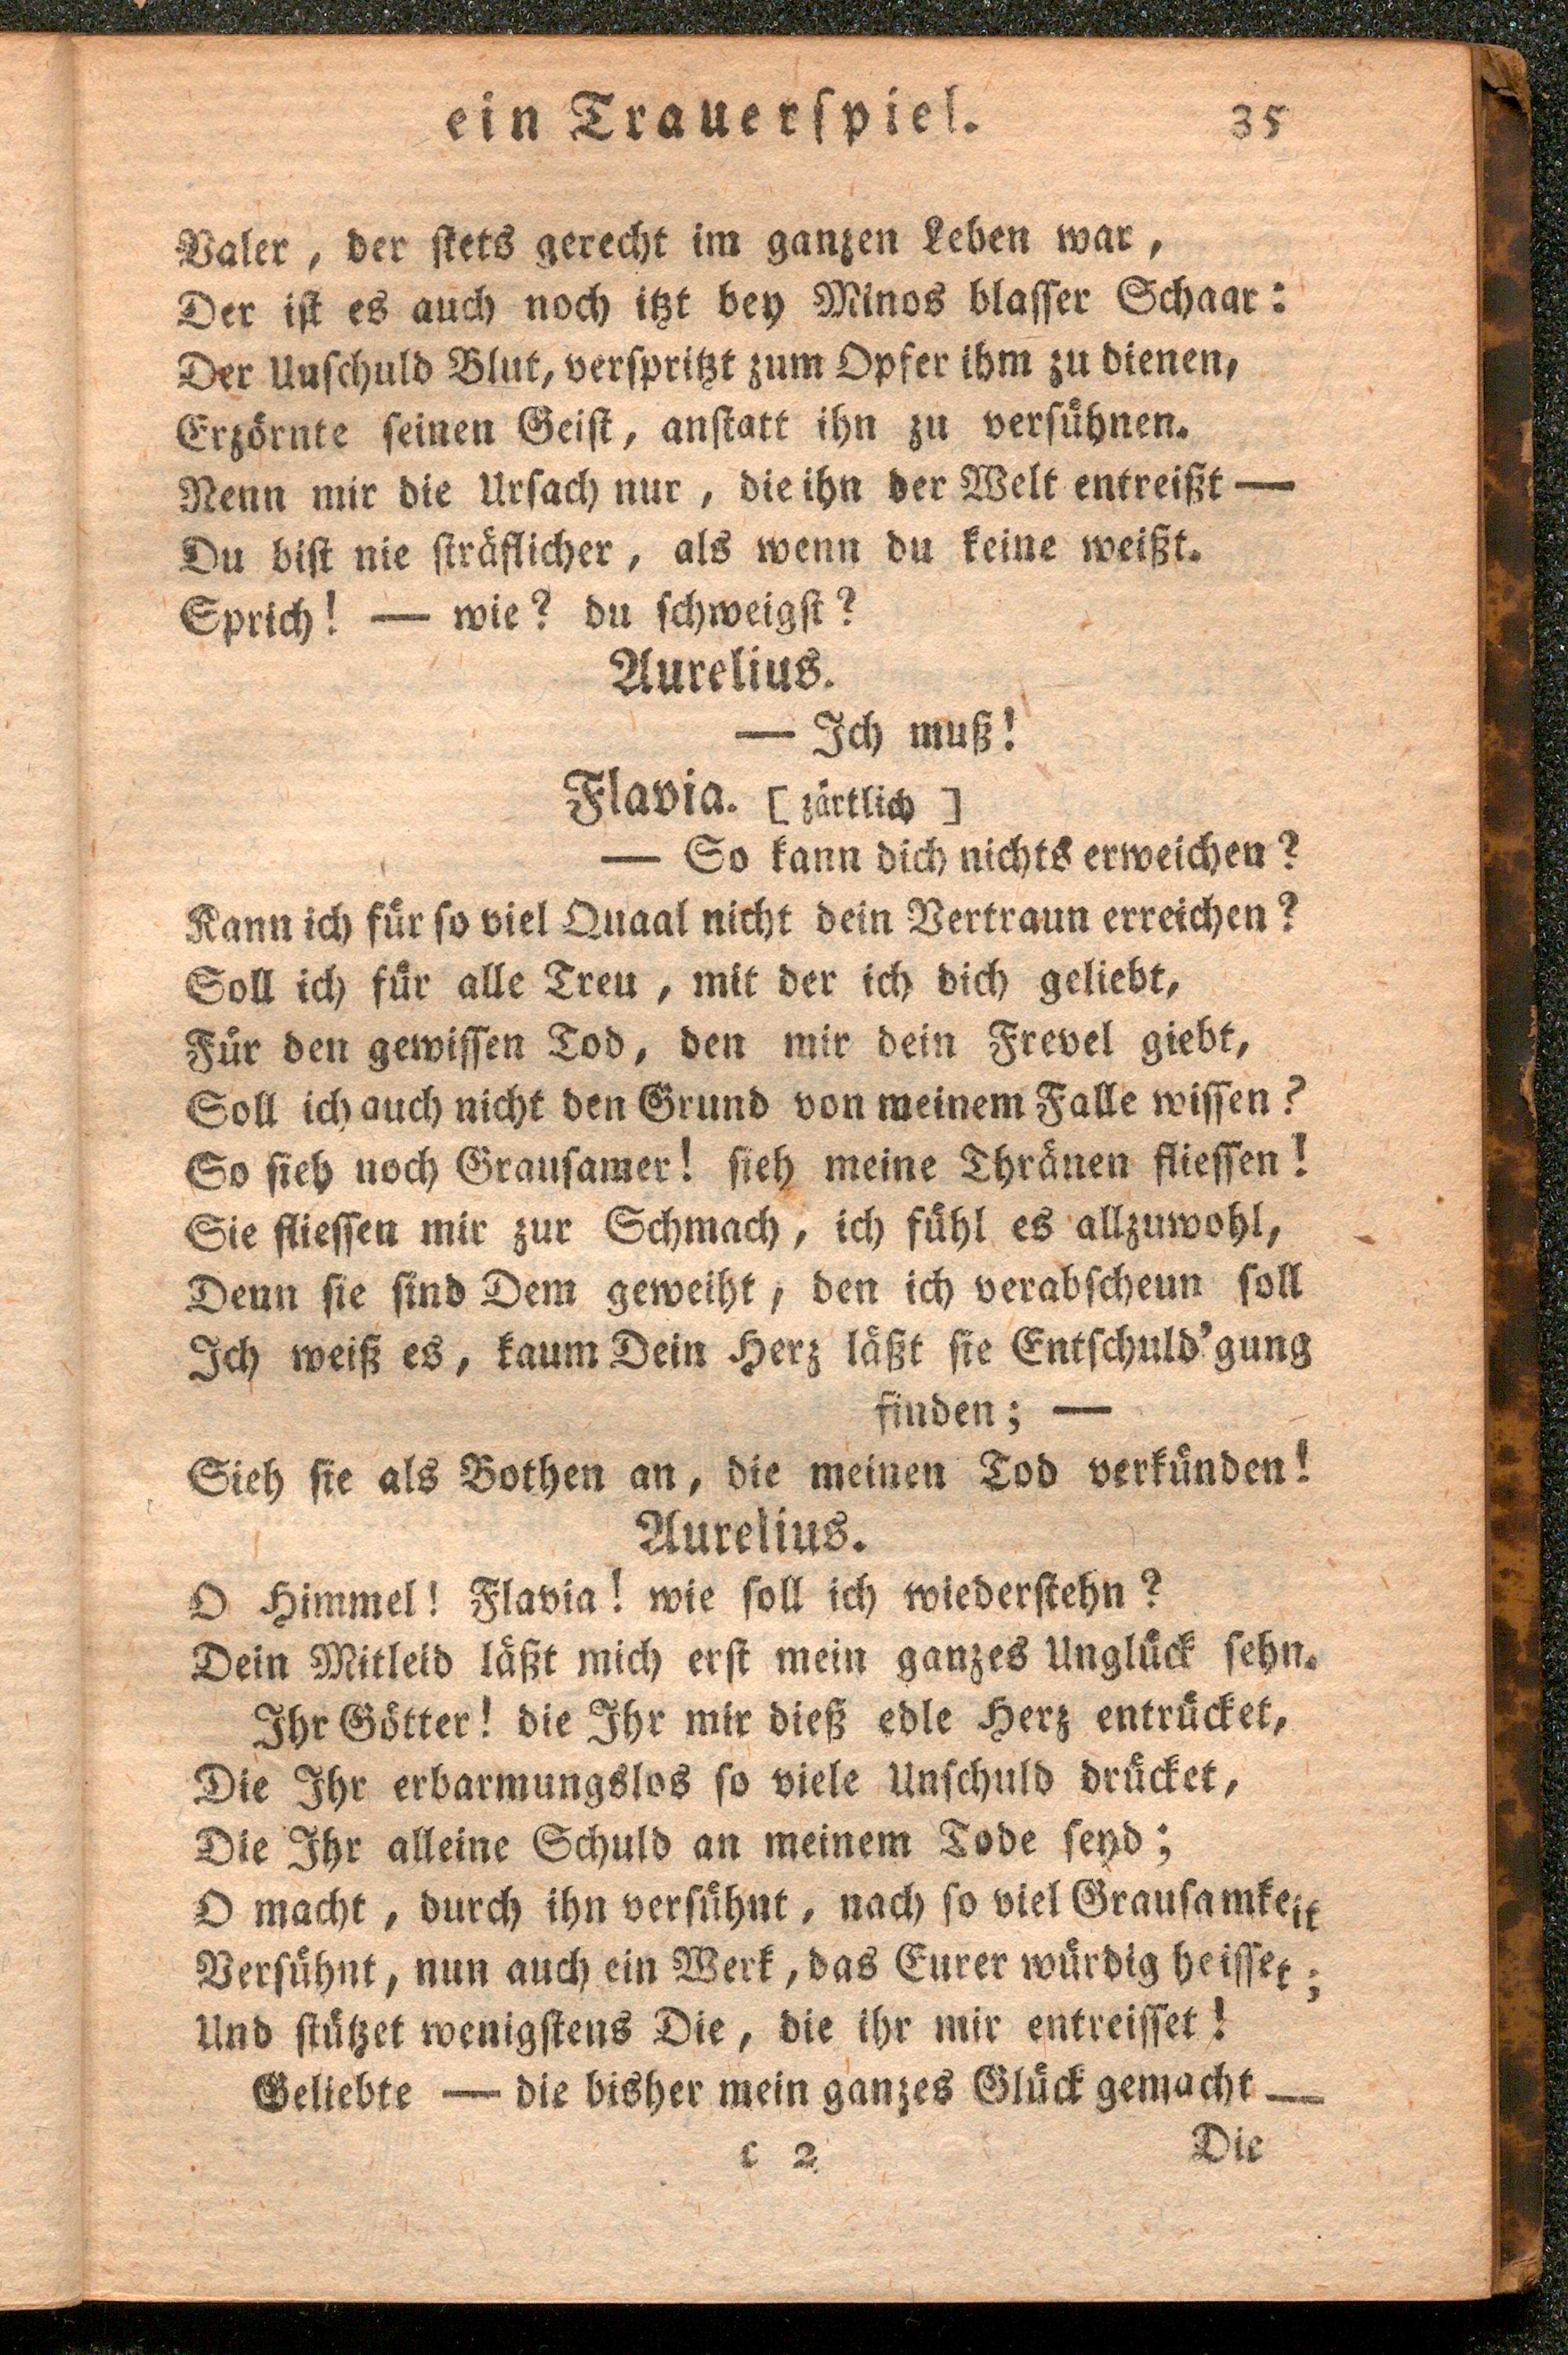 ein Trauerspiel. 35
Valer, der stets gerecht im ganzen Leben war,
Der ist es auch noch itzt bey Minos blasser Schaar:
Der Unschuld Blut, verspritzt zum Opfer ihm zu dienen,
Erzörnte seinen Geist, anstatt ihn zu versühnen.
Nenn mir die Ursach nur, die ihn der Welt entreißt —
Du bist nie sträflicher, als wenn du keine weißt.
Sprich! — wie? du schweigst?
Aurelius.
— Ich muß!
Flavia. [ zärtlich ]
— So kann dich nichts erweichen?
Kann ich für so viel Quaal nicht dein Vertraun erreichen?
Soll ich für alle Treu, mit der ich dich geliebt,
Für den gewissen Tod, den mir dein Frevel giebt,
Soll ich auch nicht den Grund von meinem Falle wissen?
So sieh noch Grausamer! sieh meine Thränen fliessen!
Sie fliessen mir zur Schmach, ich fühl es allzuwohl,
Denn sie sind Dem geweiht, den ich verabscheun soll
Ich weiß es, kaum Dein Herz läßt sie Entschuld'gung
finden; —
Sieh sie als Bothen an, die meinen Tod verkünden!
Aurelius.
O Himmel! Flavia! wie soll ich wiederstehn?
Dein Mitleid läßt mich erst mein ganzes Unglück sehn.
Ihr Götter! die Ihr mir dieß edle Herz entrücket,
Die Ihr erbarmungslos so viele Unschuld drücket,
Die Ihr alleine Schuld an meinem Tode seyd;
O macht, durch ihn versühnt, nach so viel Grausamkeit
Versühnt, nun auch ein Werk, das Eurer würdig heisset;
Und stützet wenigstens Die, die ihr mir entreisset!
Geliebte — die bisher mein ganzes Glück gemacht —
C 2 Die